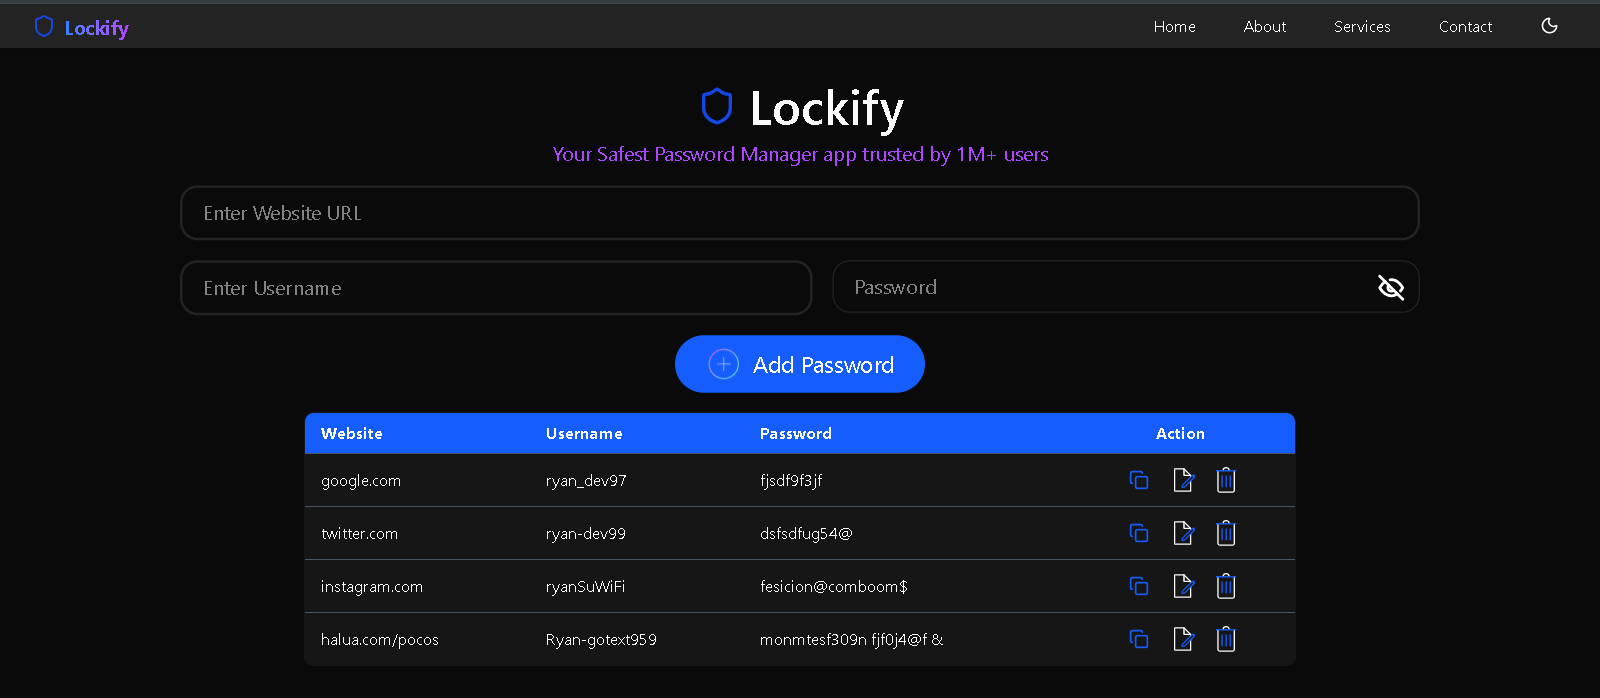 Lockify
Home About Services Contact
Lockify
Your Safest Password Manager app trusted by 1M+ users
Enter Website URL
Enter Username
Password
Add Password
Website Username Password Action
google.com ryan_dev97 fjsdf9f3jf
twitter.com ryan-dev99 dsfsdfug54@
instagram.com ryanSuWiFi fesicion@comboom$
halua.com/pocos Ryan-gotext959 monmtesf309n fjf0j4@f &